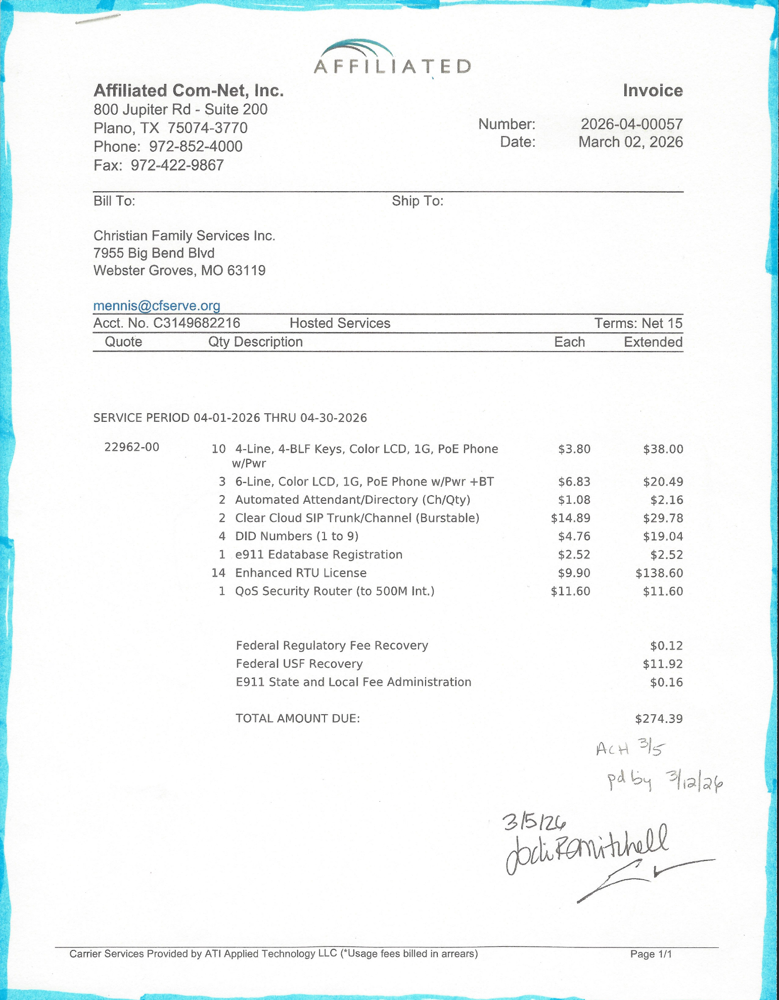 AFFILIATED
Affiliated Com-Net, Inc.
800 Jupiter Rd - Suite 200
Plano, TX 75074-3770
Phone: 972-852-4000
Fax: 972-422-9867
Invoice
Number: 2026-04-00057
Date: March 02, 2026
Bill To: Ship To:
Christian Family Services Inc.
7955 Big Bend Blvd
Webster Groves, MO 63119
mennis@cfserve.org
Acct. No. C3149682216 Hosted Services Terms: Net 15
Quote Qty Description Each Extended
SERVICE PERIOD 04-01-2026 THRU 04-30-2026
22962-00 10 4-Line, 4-BLF Keys, Color LCD, 1G, PoE Phone $3.80 $38.00
w/Pwr
3 6-Line, Color LCD, 1G, PoE Phone w/Pwr +BT $6.83 $20.49
2 Automated Attendant/Directory (Ch/Qty) $1.08 $2.16
2 Clear Cloud SIP Trunk/Channel (Burstable) $14.89 $29.78
4 DID Numbers (1 to 9) $4.76 $19.04
1 e911 Edatabase Registration $2.52 $2.52
14 Enhanced RTU License $9.90 $138.60
1 QoS Security Router (to 500M Int.) $11.60 $11.60
Federal Regulatory Fee Recovery $0.12
Federal USF Recovery $11.92
E911 State and Local Fee Administration $0.16
TOTAL AMOUNT DUE: $274.39
ACH 3/5
pd by 3/12/26
3/5/26
Jodi R Mitchell
Carrier Services Provided by ATI Applied Technology LLC (*Usage fees billed in arrears) Page 1/1